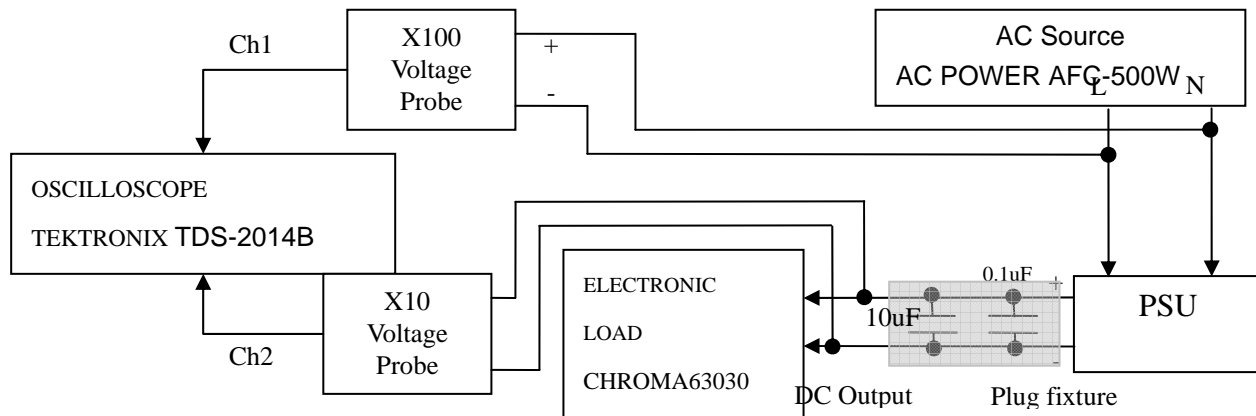 Ch1
X100
Voltage
Probe
+
-
AC Source
AC POWER AFC-500W
L
N
OSCILLOSCOPE
TEKTRONIX TDS-2014B
Ch2
X10
Voltage
Probe
ELECTRONIC
LOAD
CHROMA63030
10uF
0.1uF
+
-
PSU
DC Output
Plug fixture